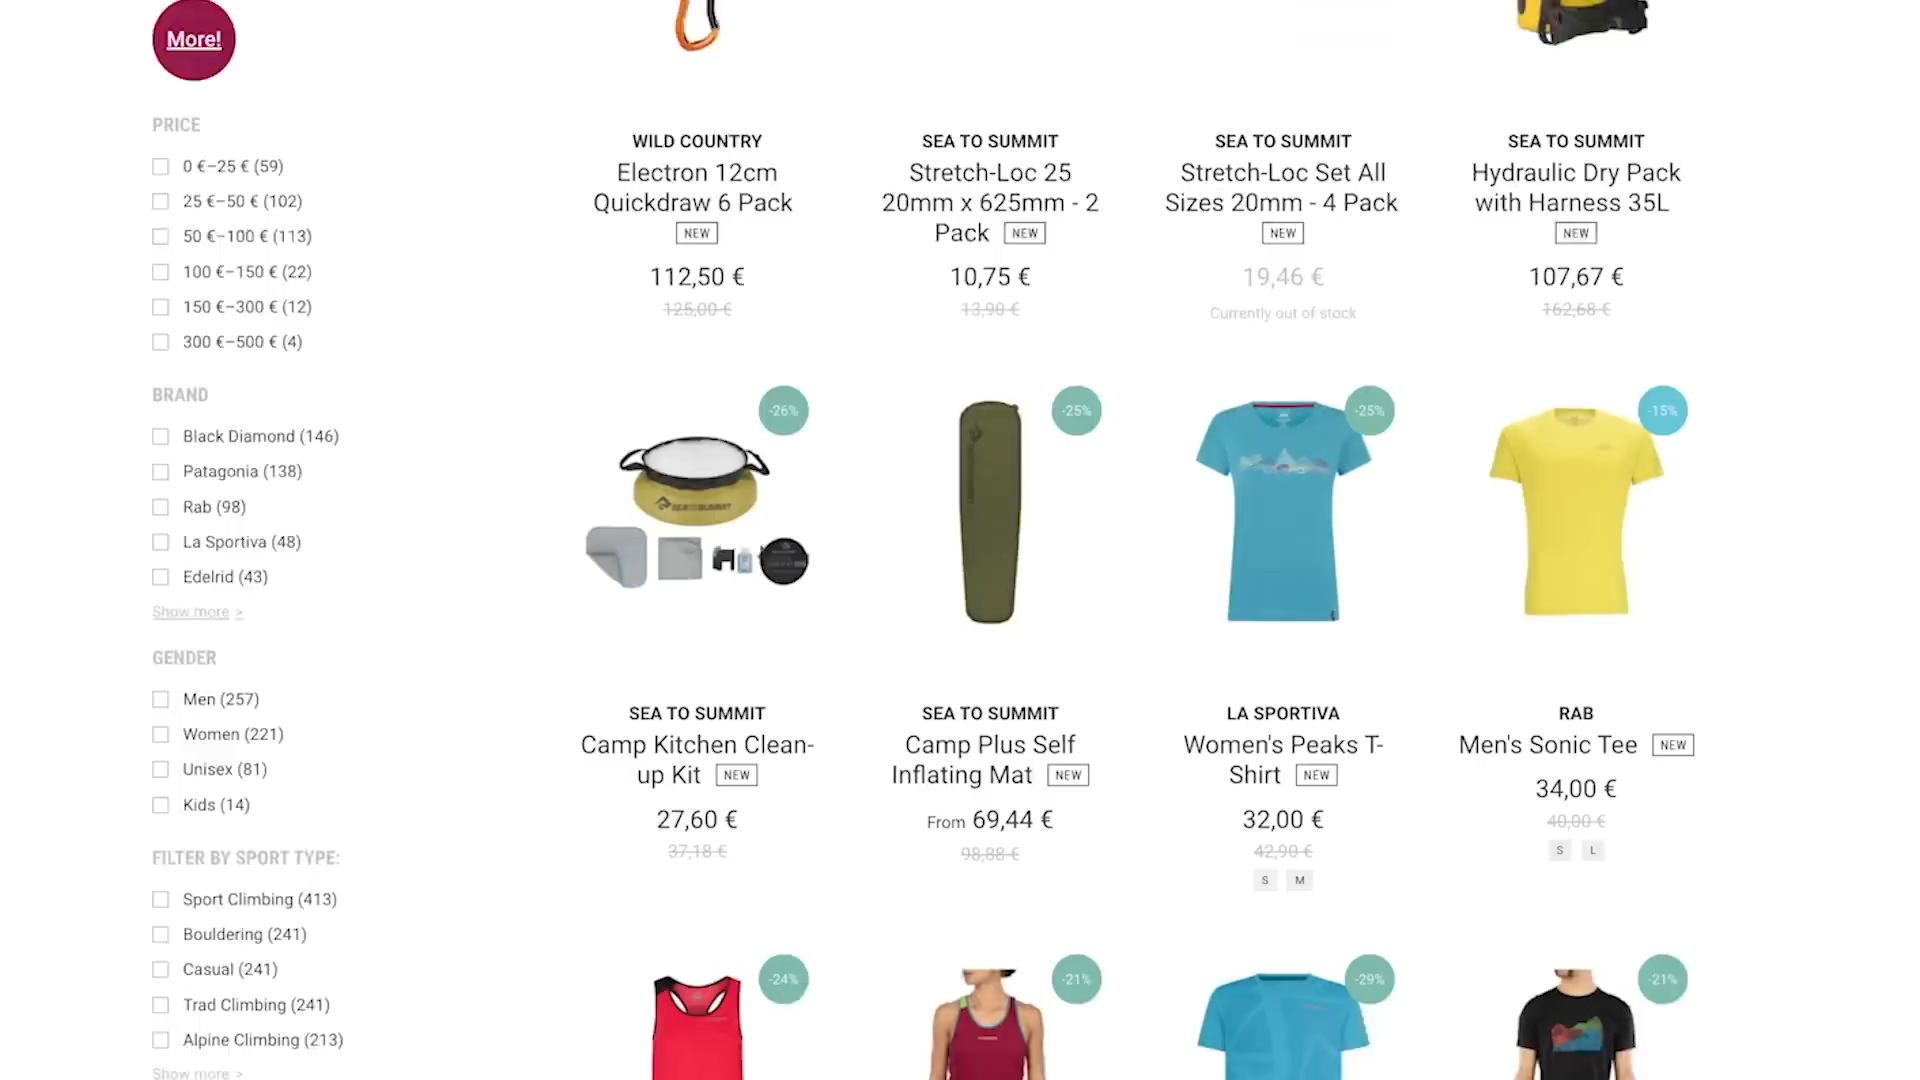 More!
PRICE
0 €–25 € (59)
25 €–50 € (102)
50 €–100 € (113)
100 €–150 € (22)
150 €–300 € (12)
300 €–500 € (4)
BRAND
Black Diamond (146)
Patagonia (138)
Rab (98)
La Sportiva (48)
Edelrid (43)
Show more >
GENDER
Men (257)
Women (221)
Unisex (81)
Kids (14)
FILTER BY SPORT TYPE:
Sport Climbing (413)
Bouldering (241)
Casual (241)
Trad Climbing (241)
Alpine Climbing (213)
Show more >
WILD COUNTRY
Electron 12cm
Quickdraw 6 Pack
NEW
112,50 €
125,00 €
SEA TO SUMMIT
Stretch-Loc 25
20mm x 625mm - 2
Pack NEW
10,75 €
13,90 €
SEA TO SUMMIT
Stretch-Loc Set All
Sizes 20mm - 4 Pack
NEW
19,46 €
Currently out of stock
SEA TO SUMMIT
Hydraulic Dry Pack
with Harness 35L
NEW
107,67 €
162,68 €
-26%
SEA TO SUMMIT
SEA TO SUMMIT
Camp Kitchen Clean-
up Kit NEW
27,60 €
37,18 €
-25%
SEA TO SUMMIT
Camp Plus Self
Inflating Mat NEW
From 69,44 €
98,88 €
-25%
LA SPORTIVA
Women's Peaks T-
Shirt NEW
32,00 €
42,90 €
S M
-15%
RAB
Men's Sonic Tee NEW
34,00 €
40,00 €
S L
-24%
-21%
-29%
-21%